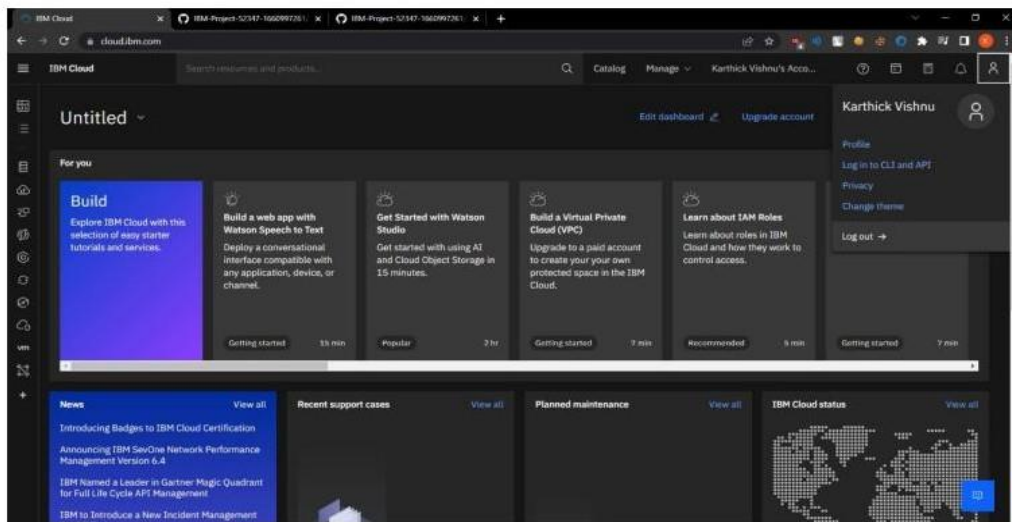 IBM Cloud
IBM-Project-52347-1660997261
IBM-Project-52347-1660997261
cloud.ibm.com
IBM Cloud
Search resources and products...
Catalog
Manage
Karthick Vishnu's Acco...
Untitled
Edit dashboard
Upgrade account
Karthick Vishnu
Profile
Log in to CLI and API
Privacy
Change theme
Log out →
For you
Build
Explore IBM Cloud with this
selection of easy starter
tutorials and services.
Build a web app with
Watson Speech to Text
Deploy a conversational
interface compatible with
any application, device, or
channel.
Getting started
15 min
Get Started with Watson
Studio
Get started with using AI
and Cloud Object Storage in
15 minutes.
Popular
2 hr
Build a Virtual Private
Cloud (VPC)
Upgrade to a paid account
to create your your own
protected space in the IBM
Cloud.
Getting started
7 min
Learn about IAM
Roles
Learn about roles in IBM
Cloud and how they work to
control access.
Recommended
5 min
Getting started
7 min
vm
News
View all
Introducing Badges to IBM Cloud Certification
Announcing IBM SevOne Network Performance
Management Version 6.4
IBM Named a Leader in Gartner Magic Quadrant
for Full Life Cycle API Management
IBM to Introduce a New Incident Management
Recent support cases
View all
Planned maintenance
View all
IBM Cloud status
View all